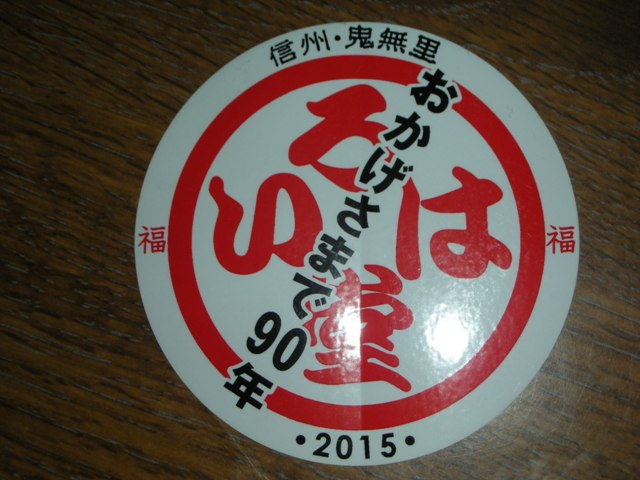 信州・鬼無里
いろは堂
おかげさまで90年
福
福
・2015・